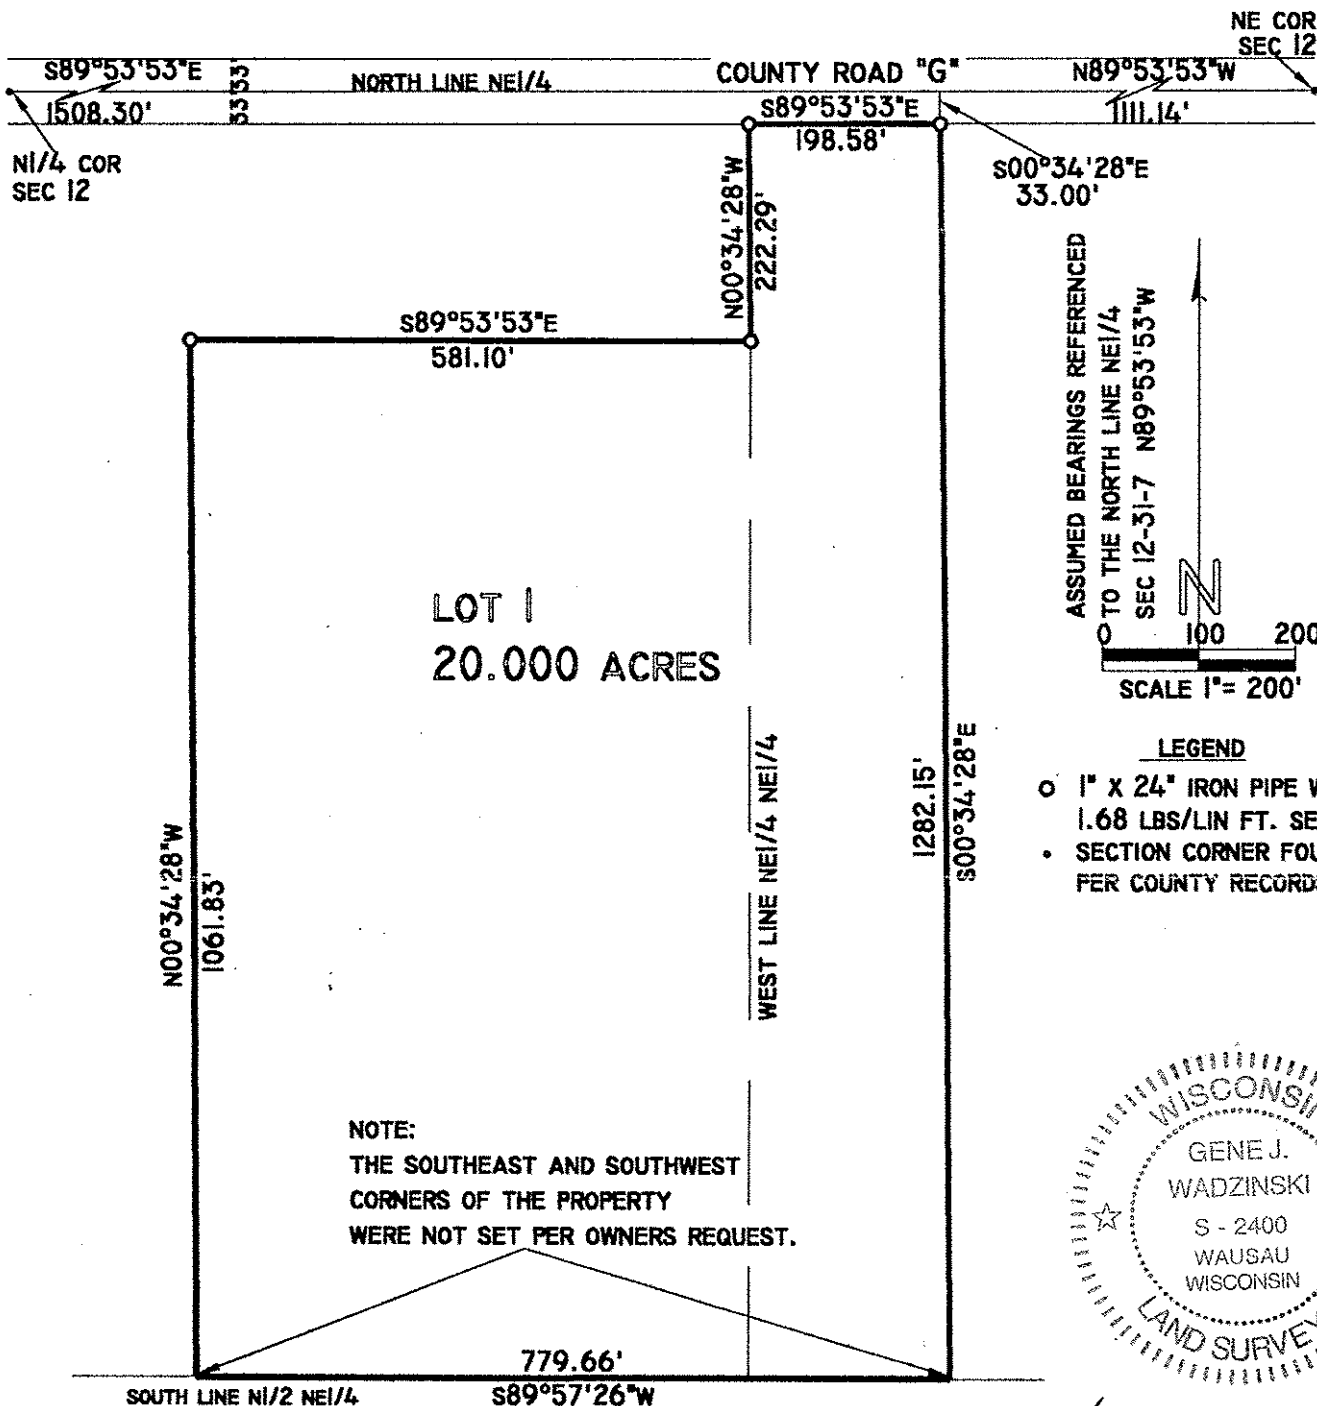 NE COR
SEC 12
S89°53'53"E
1508.30'
33'
33'
NORTH LINE NE1/4
COUNTY ROAD "G"
N89°53'53"W
1111.14'
N1/4 COR
SEC 12
S89°53'53"E
198.58'
S00°34'28"E
33.00'
N00°34'28"W
222.29'
S89°53'53"E
581.10'
ASSUMED BEARINGS REFERENCED
TO THE NORTH LINE NE1/4
SEC 12-31-7 N89°53'53"W
N
0 100 200
SCALE 1"= 200'
LOT 1
20.000 ACRES
LEGEND
1" X 24" IRON PIPE W
1.68 LBS/LIN FT. SE
SECTION CORNER FOU
PER COUNTY RECORD
WEST LINE NE1/4 NE1/4
1282.15'
S00°34'28"E
N00°34'28"W
1061.83'
NOTE:
THE SOUTHEAST AND SOUTHWEST
CORNERS OF THE PROPERTY
WERE NOT SET PER OWNERS REQUEST.
WISCONSIN
GENE J.
WADZINSKI
S - 2400
WAUSAU
WISCONSIN
LAND SURVEY
779.66'
S89°57'26"W
SOUTH LINE N1/2 NE1/4